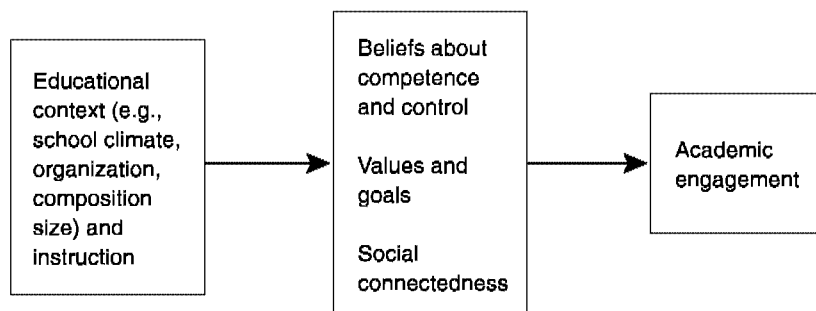 Educational
context (e.g.,
school climate,
organization,
composition
size) and
instruction
Beliefs about
competence
and control
Values and
goals
Social
connectedness
Academic
engagement